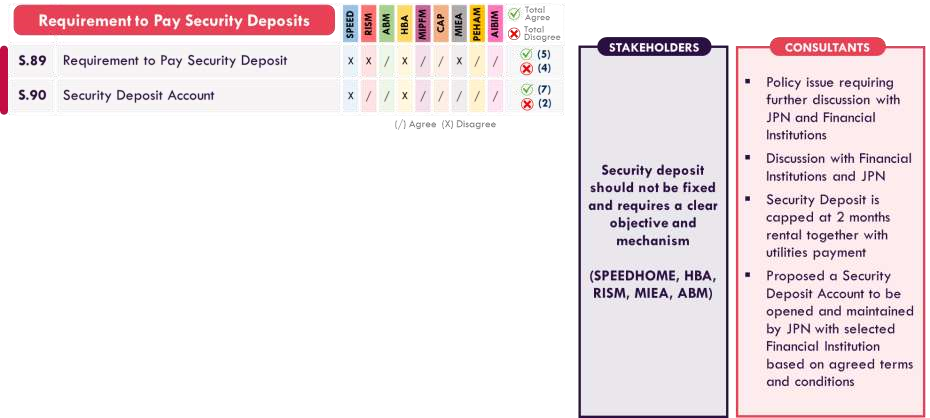 Requirement to Pay Security Deposits
SPEED RISM ABM HBA MIPFM CAP MIEA PEHAM AIBIM
Total Agree
Total Disagree
S.89 Requirement to Pay Security Deposit X X / X / / X / / (5) (4)
S.90 Security Deposit Account X / / X / / / / / (7) (2)
(/) Agree (X) Disagree
STAKEHOLDERS
Security deposit
should not be fixed
and requires a clear
objective and
mechanism
(SPEEDHOME, HBA,
RISM, MIEA, ABM)
CONSULTANTS
▪ Policy issue requiring
further discussion with
JPN and Financial
Institutions
▪ Discussion with Financial
Institutions and JPN
▪ Security Deposit is
capped at 2 months
rental together with
utilities payment
▪ Proposed a Security
Deposit Account to be
opened and maintained
by JPN with selected
Financial Institution
based on agreed terms
and conditions